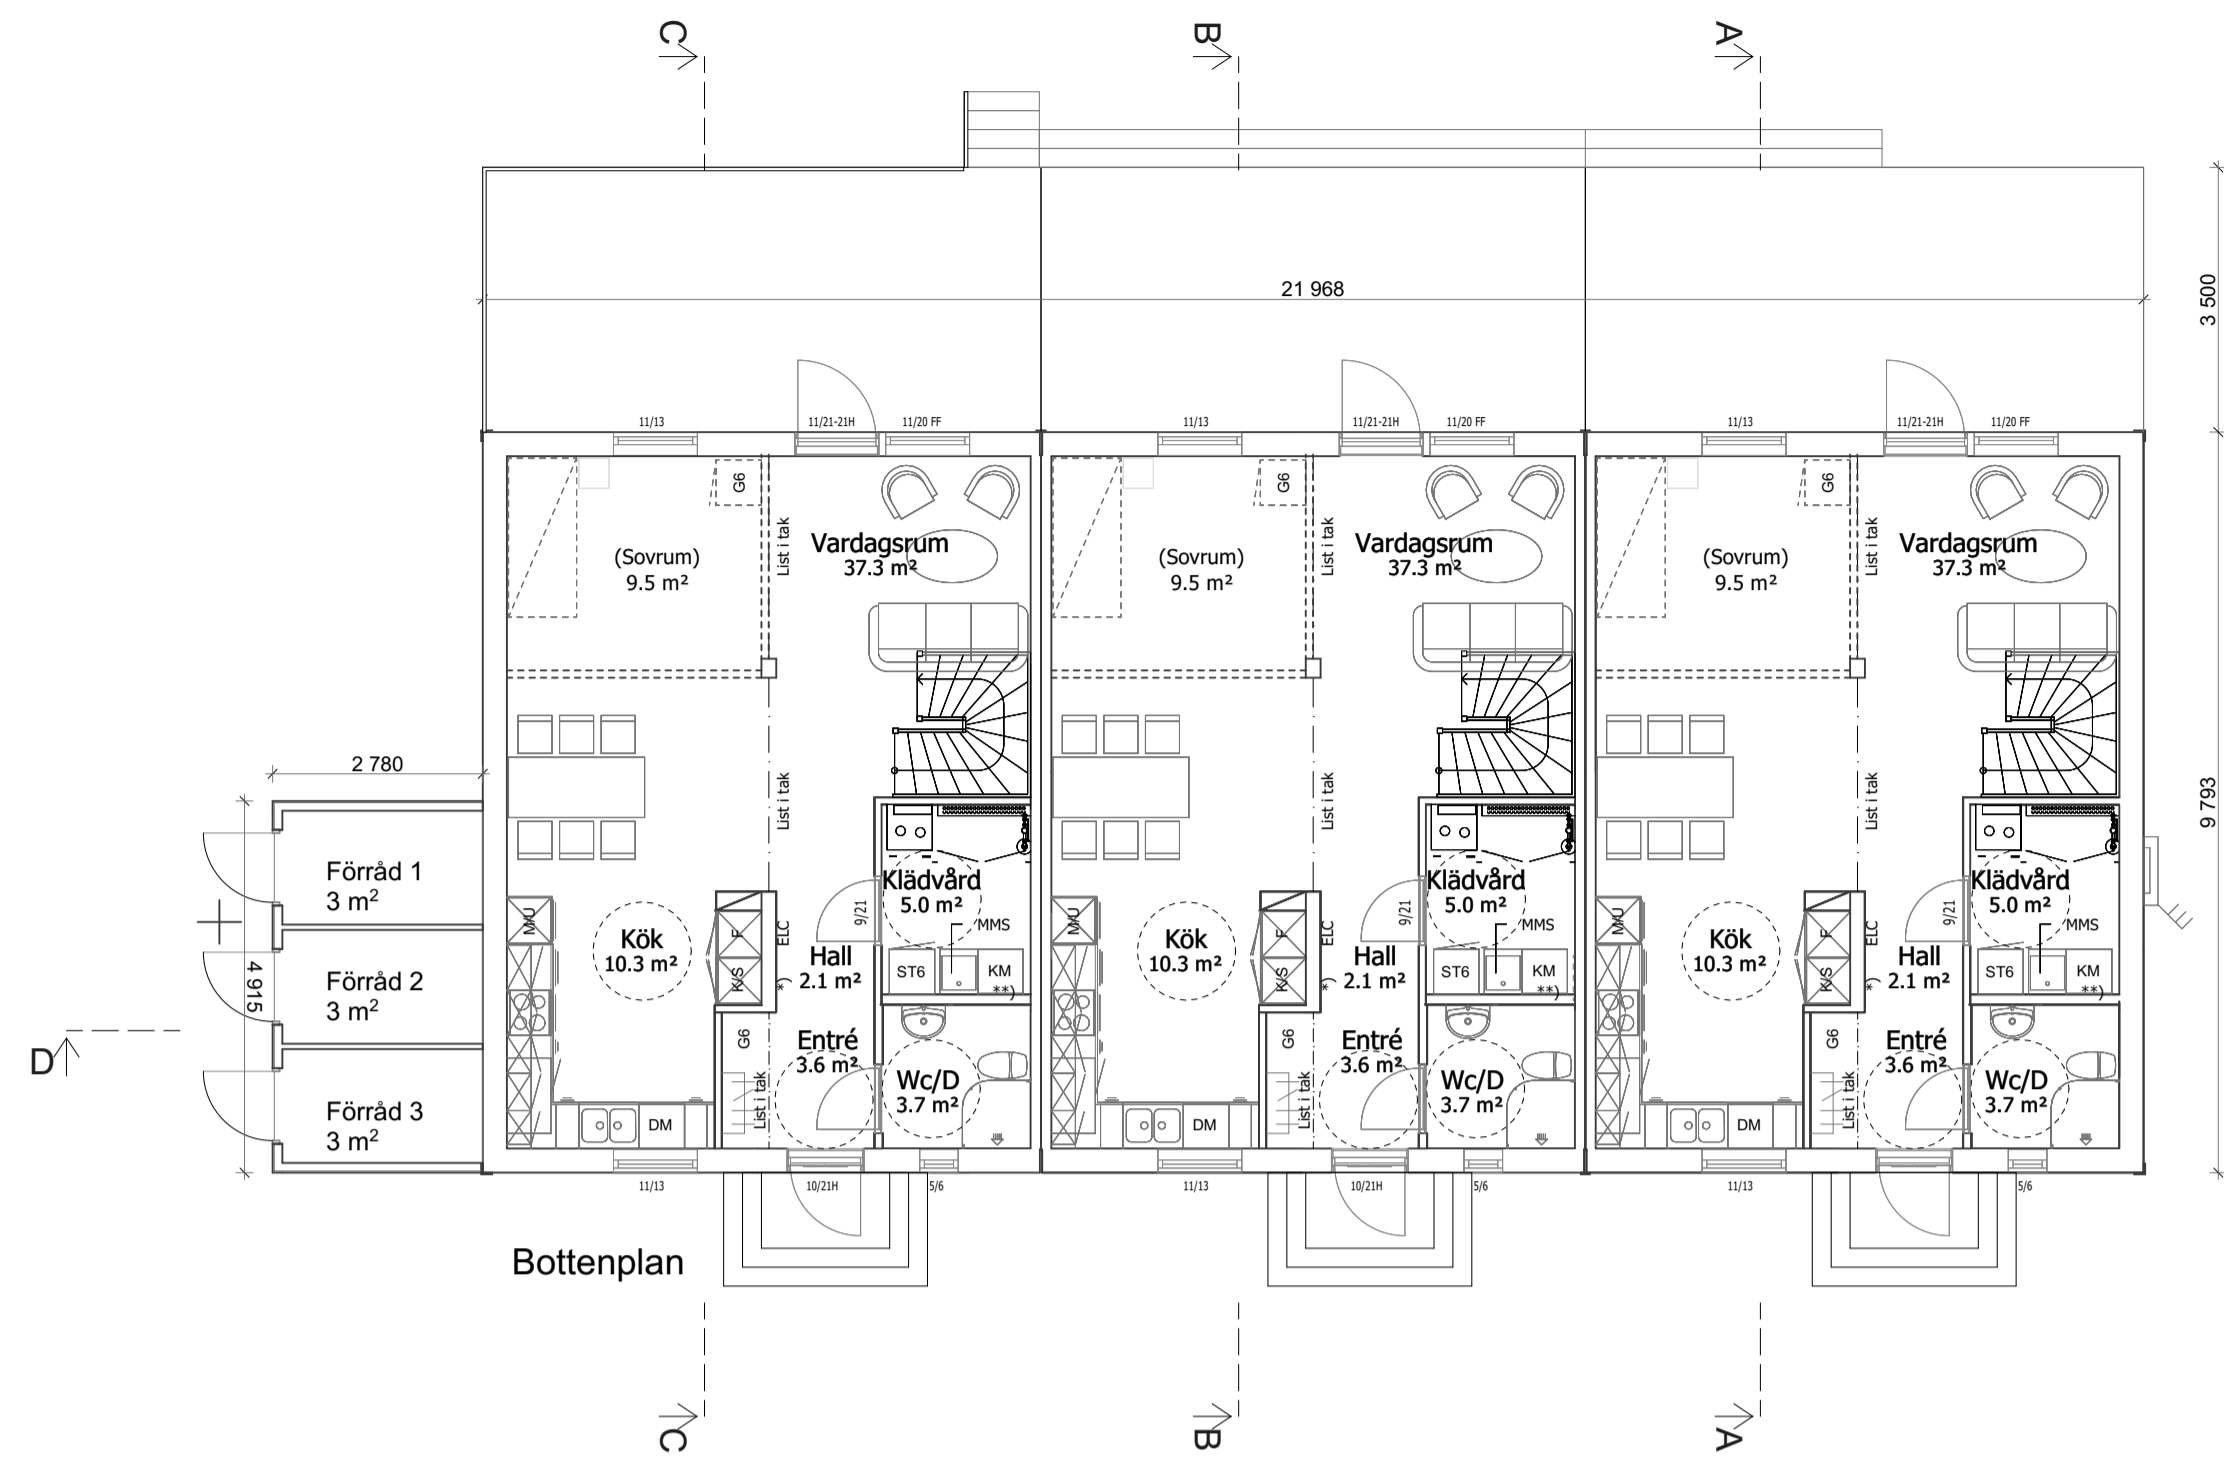 C
B
A
21 968
3 500
11/13
11/21-21H
11/20 FF
11/13
11/21-21H
11/20 FF
11/13
11/21-21H
11/20 FF
G6
List i tak
(Sovrum)
9.5 m²
Vardagsrum
37.3 m²
G6
List i tak
(Sovrum)
9.5 m²
Vardagsrum
37.3 m²
G6
List i tak
(Sovrum)
9.5 m²
Vardagsrum
37.3 m²
2 780
List i tak
List i tak
List i tak
9 793
Förråd 1
3 m²
4 915
Förråd 2
3 m²
Förråd 3
3 m²
D
M/U
Kök
10.3 m²
F
K/S
ELC
*)
9/21
Hall
2.1 m²
Klädvård
5.0 m²
MMS
ST6
KM
**)
G6
Entré
3.6 m²
List i tak
Wc/D
3.7 m²
DM
M/U
Kök
10.3 m²
F
K/S
ELC
*)
9/21
Hall
2.1 m²
Klädvård
5.0 m²
MMS
ST6
KM
**)
G6
Entré
3.6 m²
List i tak
Wc/D
3.7 m²
DM
M/U
Kök
10.3 m²
F
K/S
ELC
*)
9/21
Hall
2.1 m²
Klädvård
5.0 m²
MMS
ST6
KM
**)
G6
Entré
3.6 m²
List i tak
Wc/D
3.7 m²
DM
11/13
10/21H
5/6
11/13
10/21H
5/6
11/13
5/6
Bottenplan
C
B
A